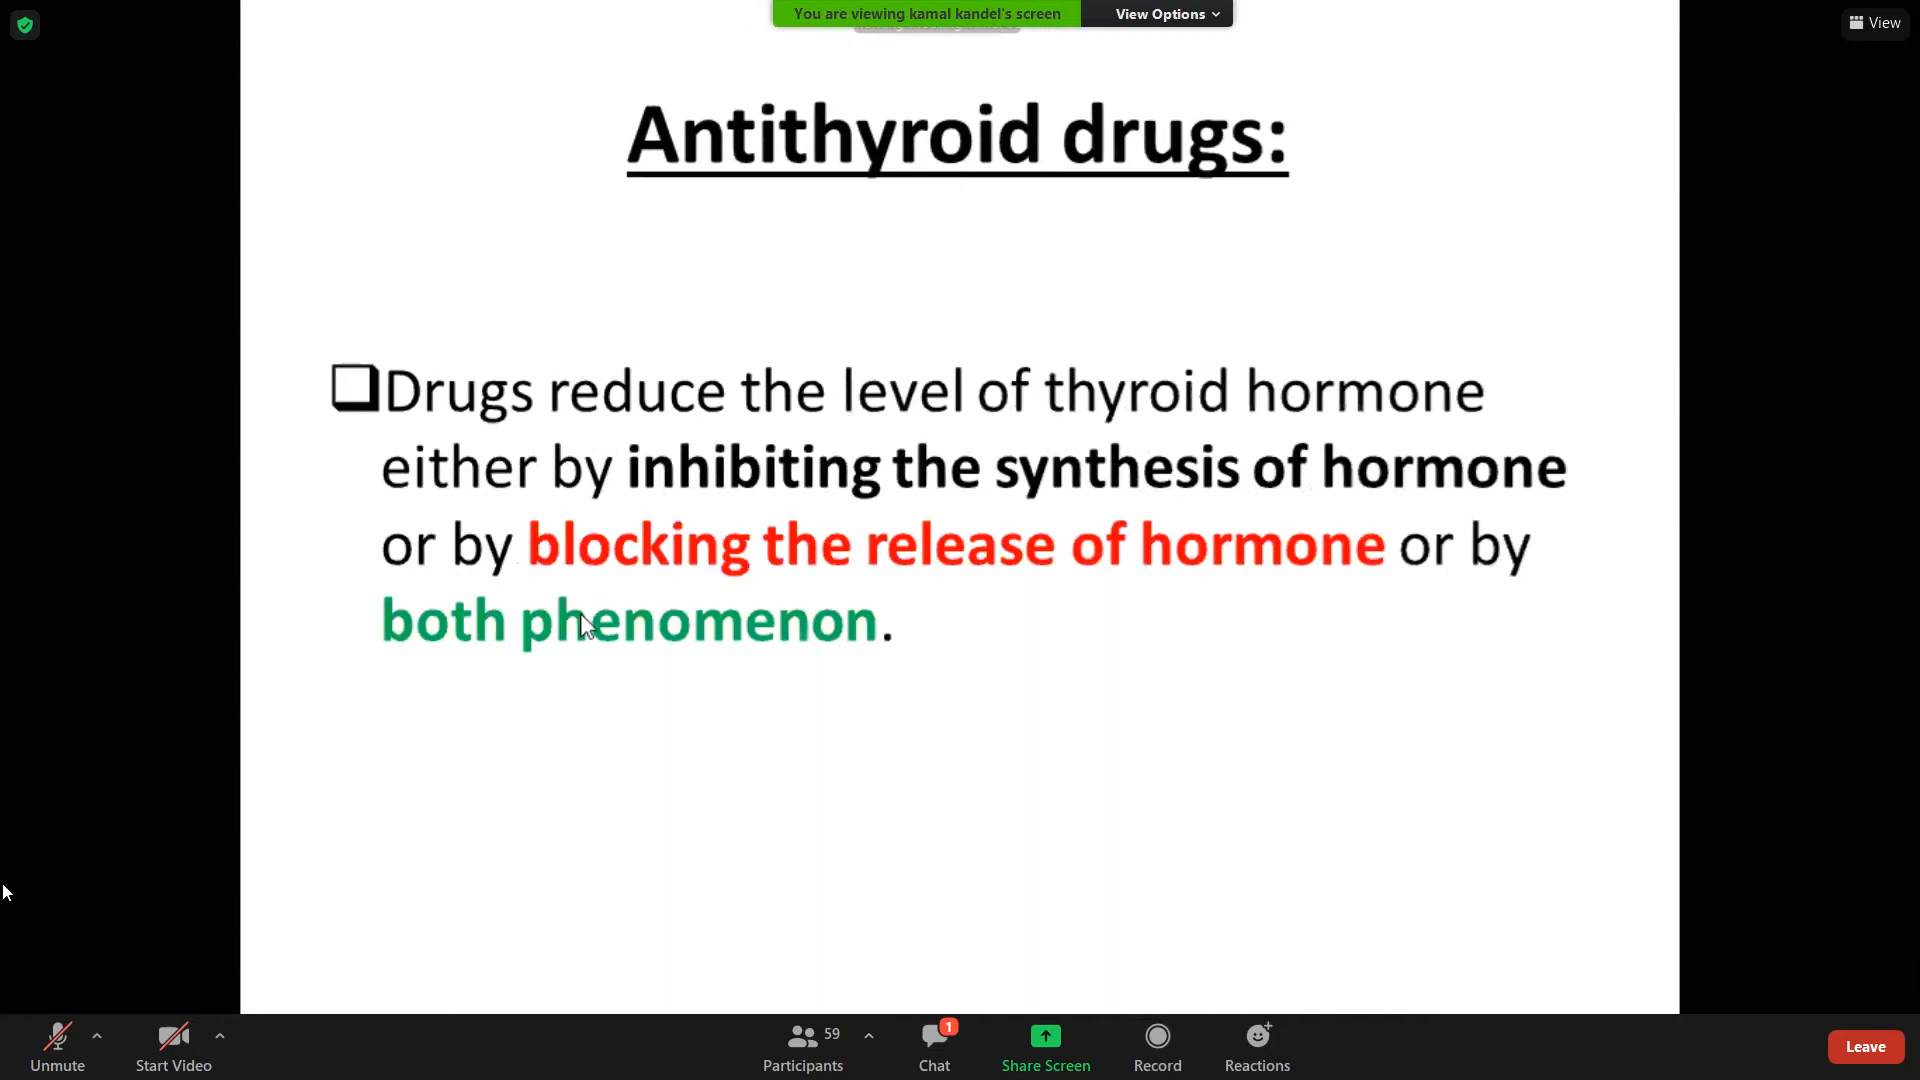 You are viewing kamal kandel's screen
View Options
View
Antithyroid drugs:
Drugs reduce the level of thyroid hormone
either by inhibiting the synthesis of hormone
or by blocking the release of hormone or by
both phenomenon.
Unmute
Start Video
59
Participants
1
Chat
Share Screen
Record
Reactions
Leave